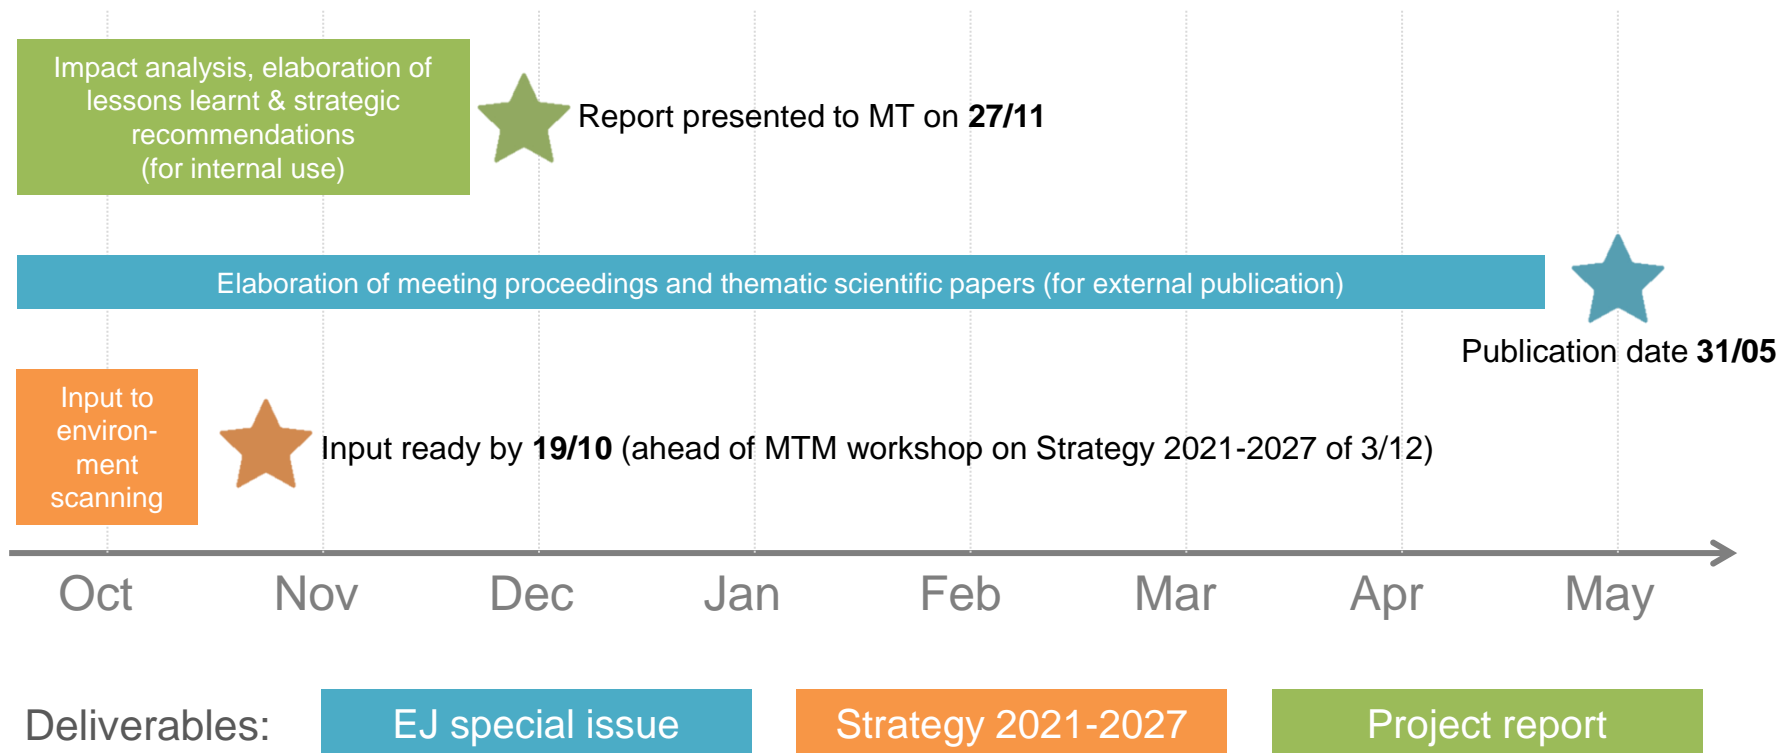 Impact analysis, elaboration of
lessons learnt & strategic
recommendations
(for internal use)
Report presented to MT on 27/11
Elaboration of meeting proceedings and thematic scientific papers (for external publication)
Publication date 31/05
Input to
environ-
ment
scanning
Input ready by 19/10 (ahead of MTM workshop on Strategy 2021-2027 of 3/12)
Oct Nov Dec Jan Feb Mar Apr May
Deliverables: EJ special issue Strategy 2021-2027 Project report